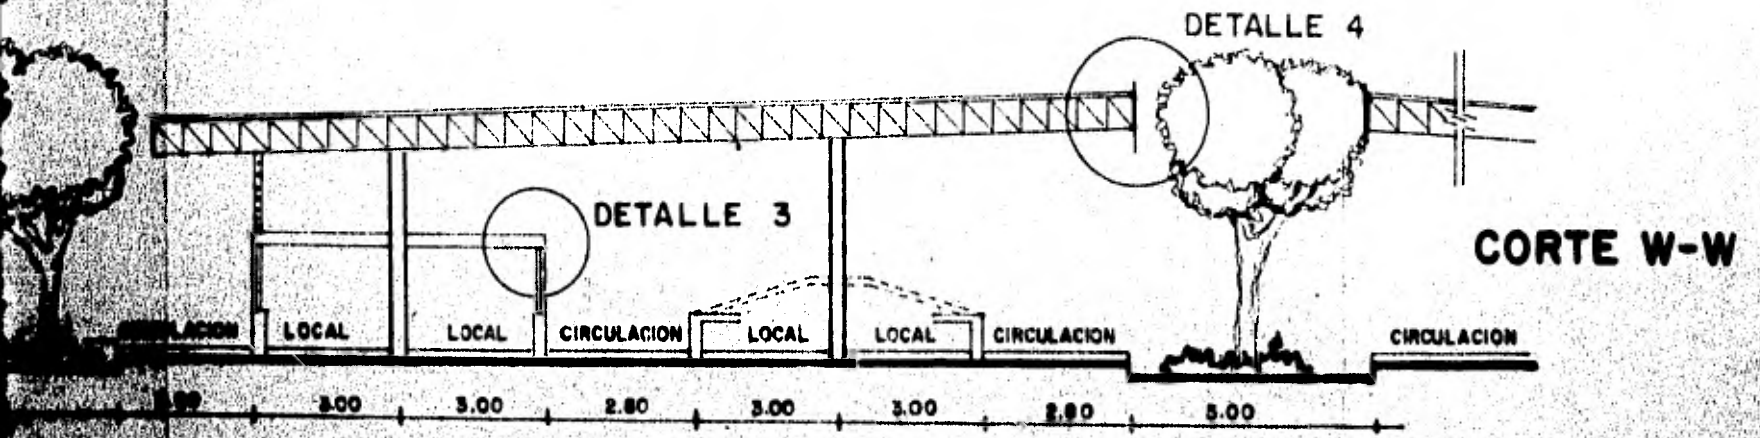 DETALLE 4
DETALLE 3
CORTE W-W
LOCAL LOCAL CIRCULACION LOCAL LOCAL CIRCULACION CIRCULACION
3.00 3.00 2.80 3.00 3.00 2.80 5.00